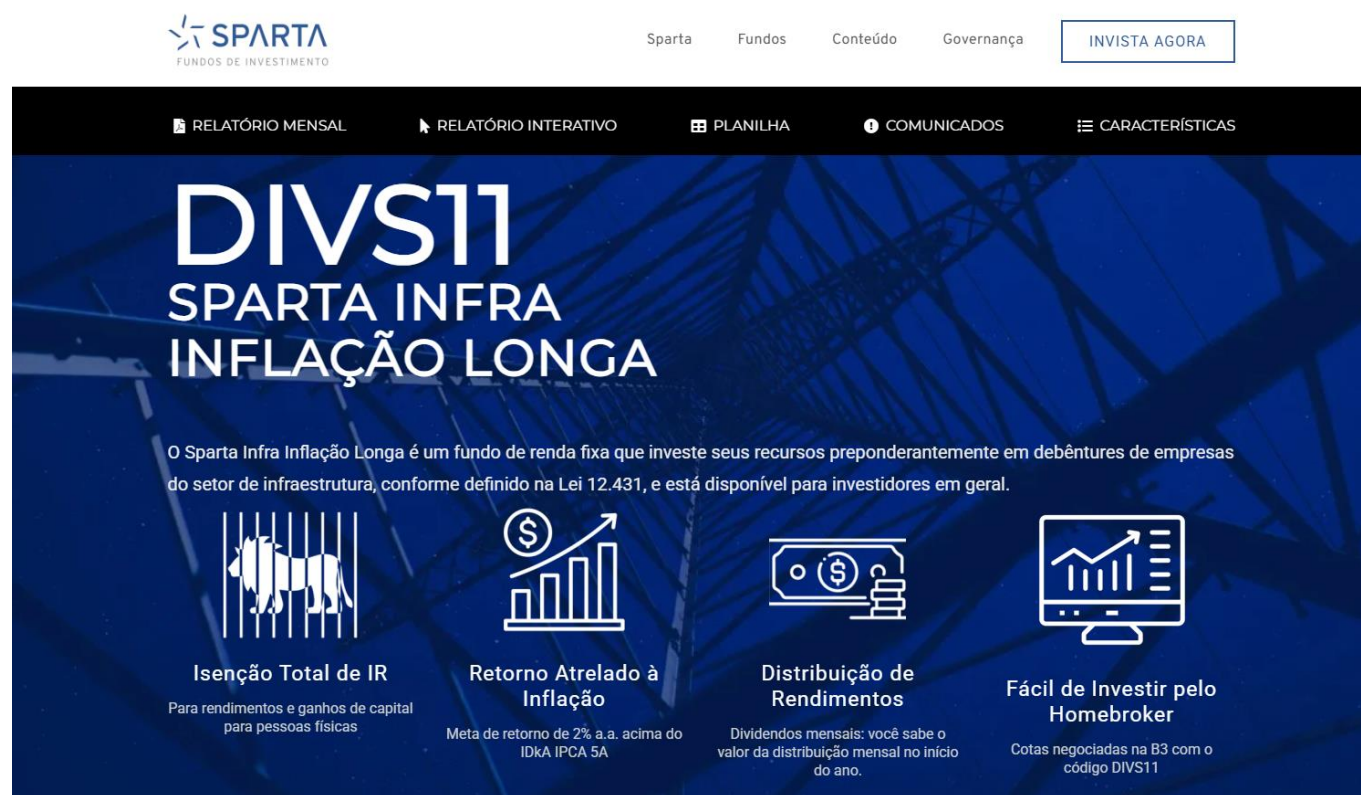 SPARTA
FUNDOS DE INVESTIMENTO
Sparta
Fundos
Conteúdo
Governança
INVISTA AGORA
RELATÓRIO MENSAL
RELATÓRIO INTERATIVO
PLANILHA
COMUNICADOS
CARACTERÍSTICAS
DIVS11
SPARTA INFRA
INFLAÇÃO LONGA
O Sparta Infra Inflação Longa é um fundo de renda fixa que investe seus recursos preponderantemente em debêntures de empresas
do setor de infraestrutura, conforme definido na Lei 12.431, e está disponível para investidores em geral.
Isenção Total de IR
Para rendimentos e ganhos de capital
para pessoas físicas
Retorno Atrelado à
Inflação
Meta de retorno de 2% a.a. acima do
IDkA IPCA 5A
Distribuição de
Rendimentos
Dividendos mensais: você sabe o
valor da distribuição mensal no início
do ano.
Fácil de Investir pelo
Homebroker
Cotas negociadas na B3 com o
código DIVS11